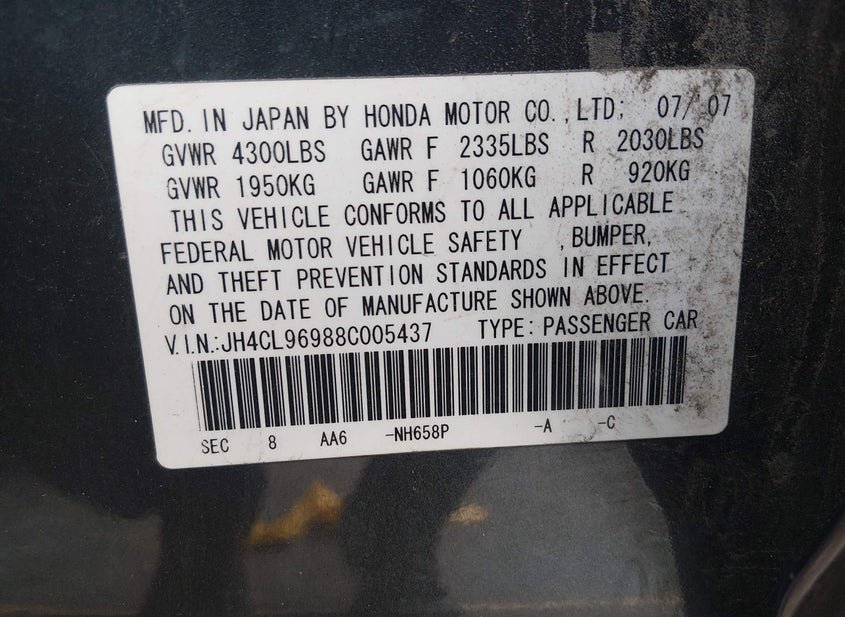 MFD. IN JAPAN BY HONDA MOTOR CO.,LTD; 07/ 07
GVWR 4300LBS GAWR F 2335LBS R 2030LBS
GVWR 1950KG GAWR F 1060KG R 920KG
THIS VEHICLE CONFORMS TO ALL APPLICABLE
FEDERAL MOTOR VEHICLE SAFETY ,BUMPER,
AND THEFT PREVENTION STANDARDS IN EFFECT
ON THE DATE OF MANUFACTURE SHOWN ABOVE.
V.I.N.:JH4CL96988C005437 TYPE: PASSENGER CAR
SEC 8 AA6 -NH658P -A -C